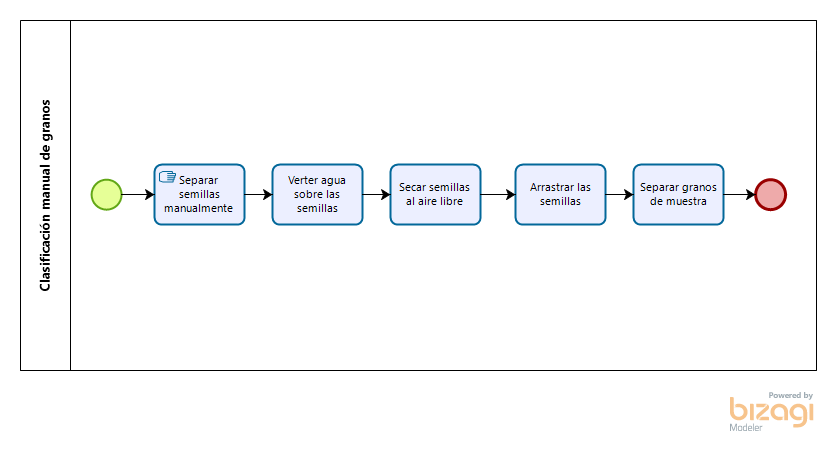 Clasificación manual de granos
Separar
semillas
manualmente
Verter agua
sobre las
semillas
Secar semillas
al aire libre
Arrastrar las
semillas
Separar granos
de muestra
Powered by
bizagi
Modeler